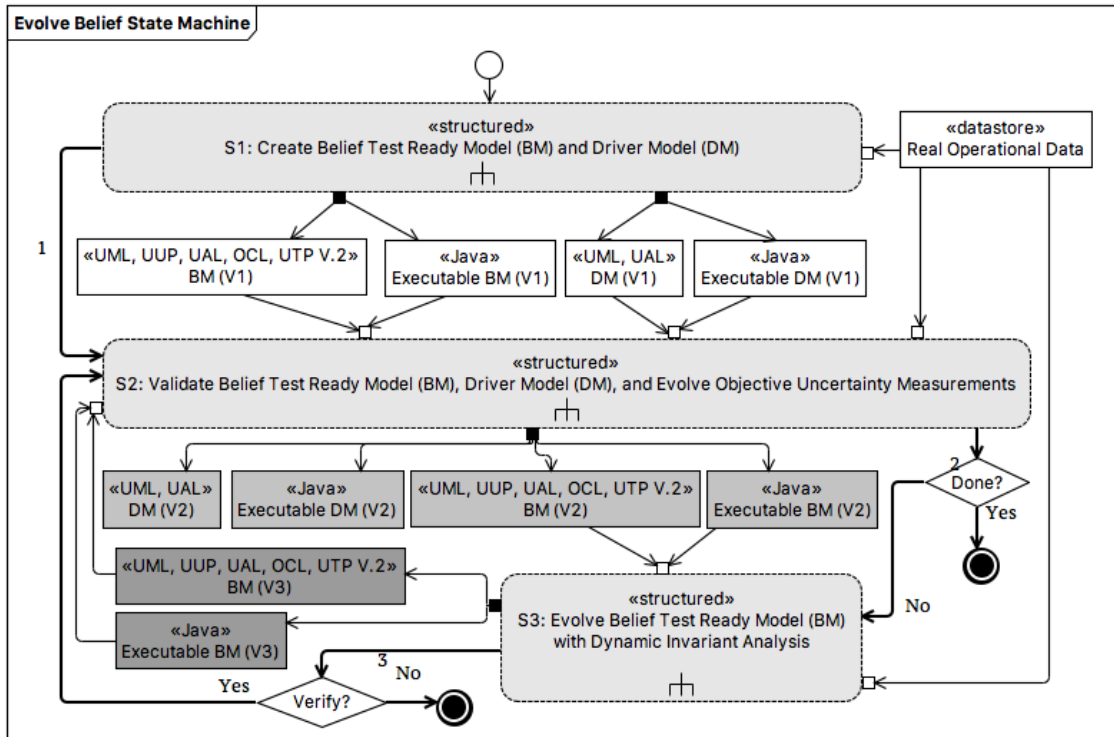 Evolve Belief State Machine
«structured»
S1: Create Belief Test Ready Model (BM) and Driver Model (DM)
«datastore»
Real Operational Data
1
«UML, UUP, UAL, OCL, UTP V.2»
BM (V1)
«Java»
Executable BM (V1)
«UML, UAL»
DM (V1)
«Java»
Executable DM (V1)
«structured»
S2: Validate Belief Test Ready Model (BM), Driver Model (DM), and Evolve Objective Uncertainty Measurements
«UML, UAL»
DM (V2)
«Java»
Executable DM (V2)
«UML, UUP, UAL, OCL, UTP V.2»
BM (V2)
«Java»
Executable BM (V2)
2
Done?
Yes
No
«UML, UUP, UAL, OCL, UTP V.2»
BM (V3)
«Java»
Executable BM (V3)
«structured»
S3: Evolve Belief Test Ready Model (BM)
with Dynamic Invariant Analysis
3
No
Yes
Verify?